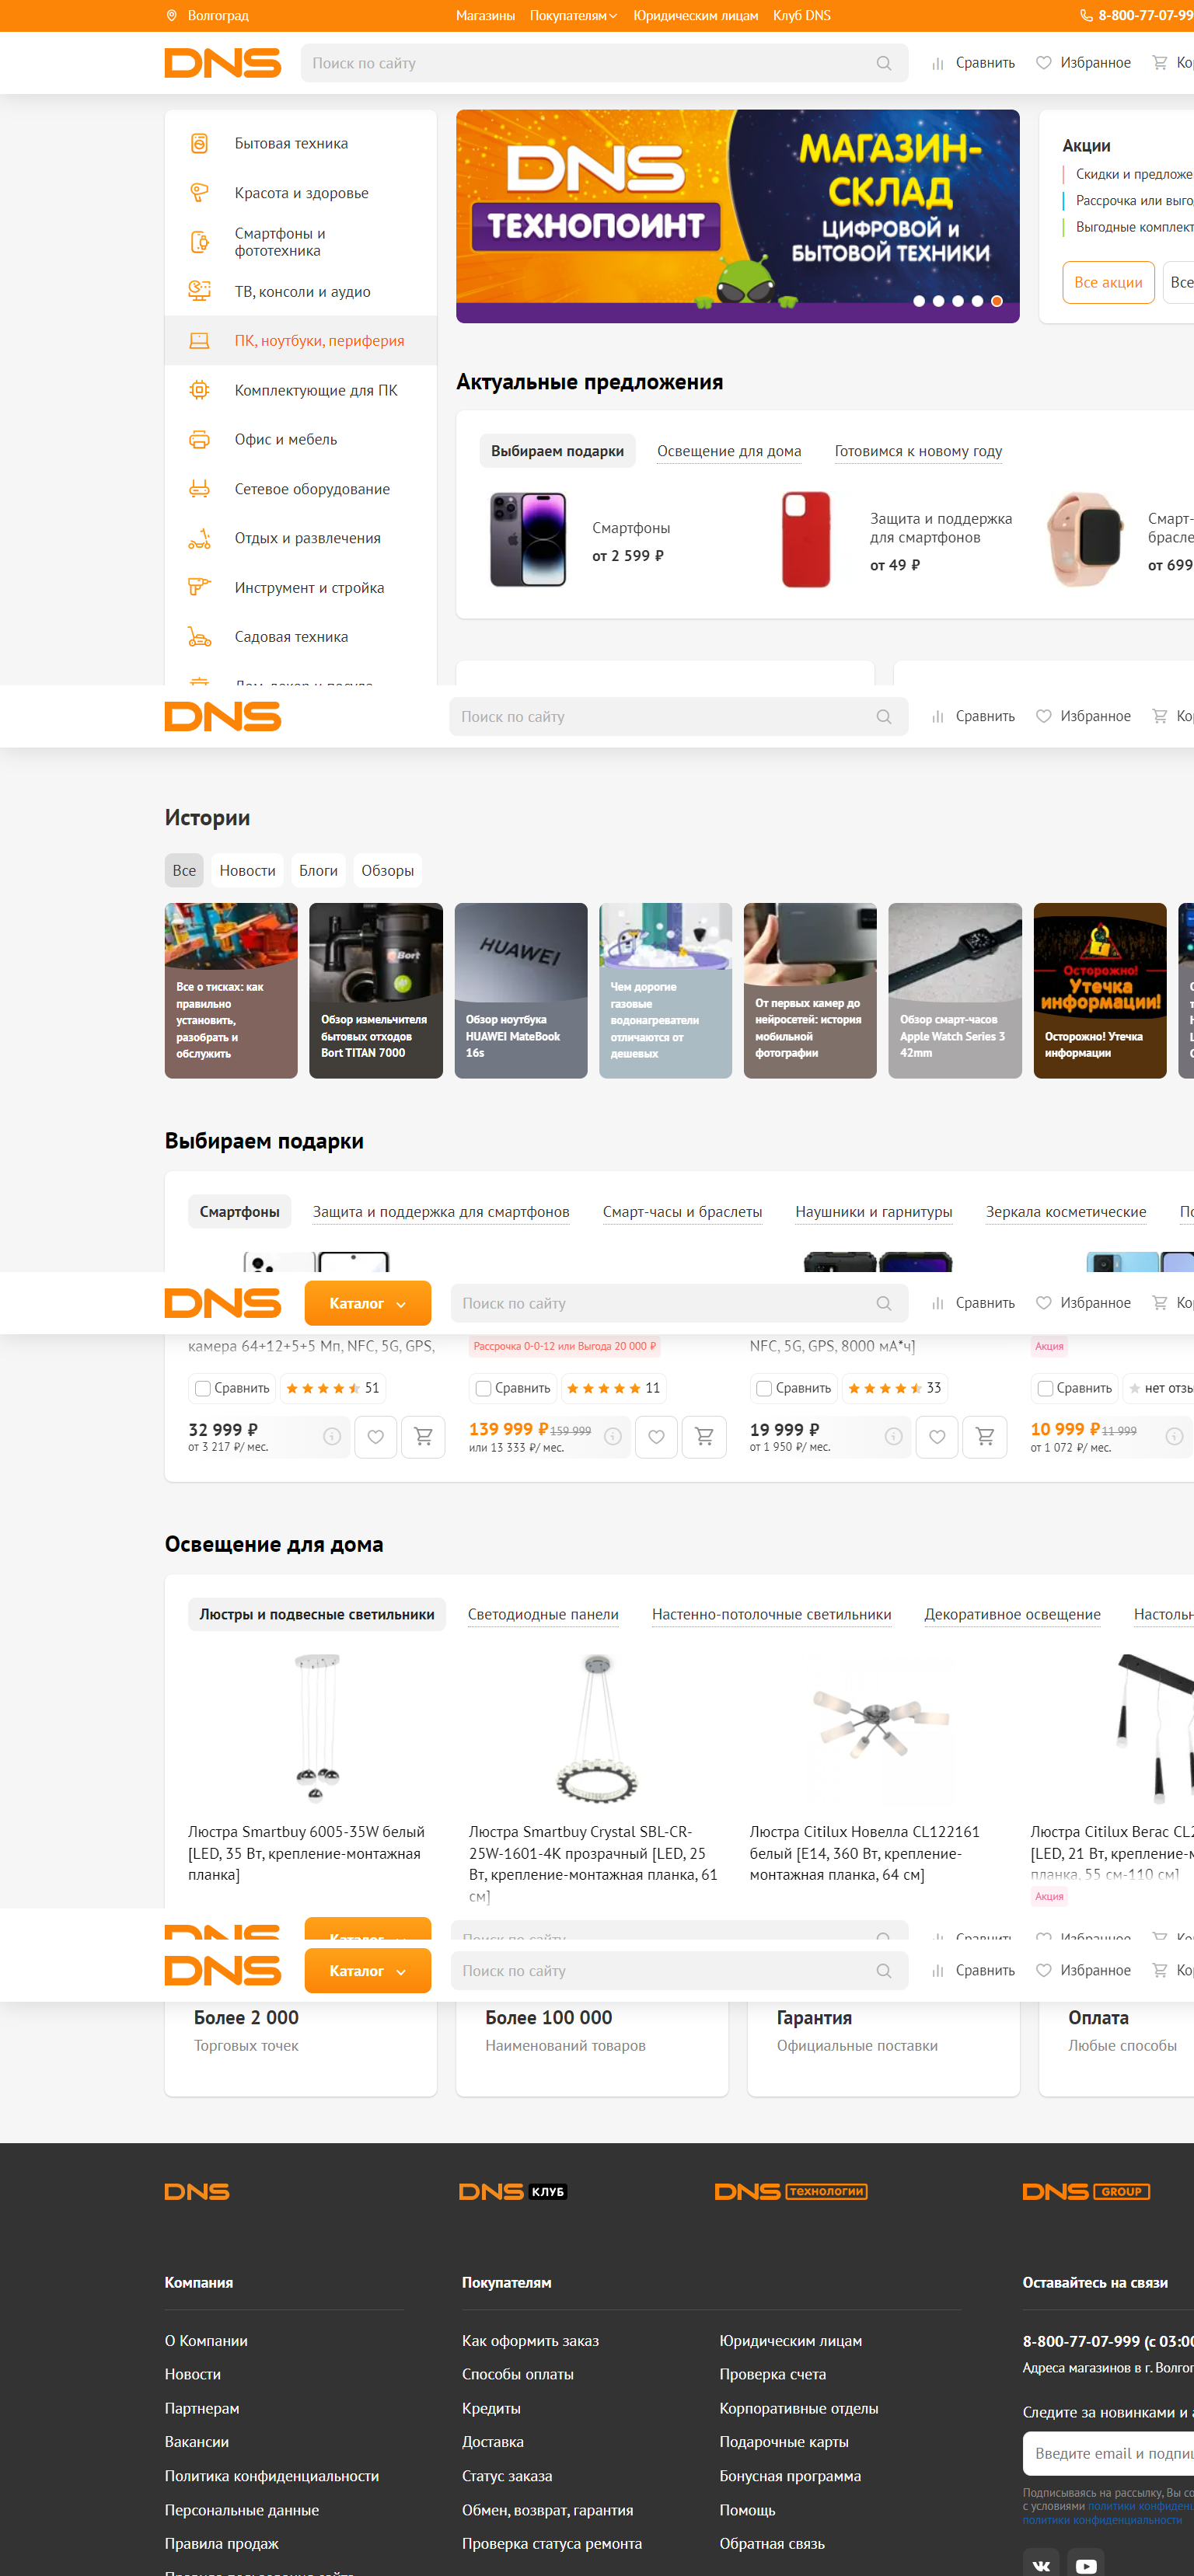 Волгоград
Магазины Покупателям Юридическим лицам Клуб DNS
8-800-77-07-99
DNS
Поиск по сайту
Сравнить Избранное Ко
Бытовая техника
Красота и здоровье
Смартфоны и
фототехника
ТВ, консоли и аудио
ПК, ноутбуки, периферия
Комплектующие для ПК
Офис и мебель
Сетевое оборудование
Отдых и развлечения
Инструмент и стройка
Садовая техника
DNS
ТЕХНОПОИНТ
МАГАЗИН-
СКЛАД
ЦИФРОВОЙ и
БЫТОВОЙ ТЕХНИКИ
Акции
Скидки и предложе
Рассрочка или выго
Выгодные комплект
Все акции Все
Актуальные предложения
Выбираем подарки Освещение для дома Готовимся к новому году
Смартфоны
от 2 599 ₽
Защита и поддержка
для смартфонов
от 49 ₽
Смарт-
брасле
от 699
DNS
Поиск по сайту
Сравнить Избранное Ко
Истории
Все Новости Блоги Обзоры
Все о тисках: как
правильно
установить,
разобрать и
обслужить
Bort
Обзор измельчителя
бытовых отходов
Bort TITAN 7000
HUAWEI
Обзор ноутбука
HUAWEI MateBook
16s
Чем дорогие
газовые
водонагреватели
отличаются от
дешевых
От первых камер до
нейросетей: история
мобильной
фотографии
Обзор смарт-часов
Apple Watch Series 3
42mm
Осторожно!
Утечка
информации!
Осторожно! Утечка
информации
Выбираем подарки
Смартфоны Защита и поддержка для смартфонов Смарт-часы и браслеты Наушники и гарнитуры Зеркала косметические По
DNS
Каталог
Поиск по сайту
Сравнить Избранное Ко
камера 64+12+5+5 Мп, NFC, 5G, GPS,
Рассрочка 0-0-12 или Выгода 20 000 ₽
NFC, 5G, GPS, 8000 мА*ч]
Акция
Сравнить 51
Сравнить 11
Сравнить 33
Сравнить нет отзы
32 999 ₽
от 3 217 ₽/ мес.
139 999 ₽ 159 999
или 13 333 ₽/ мес.
19 999 ₽
от 1 950 ₽/ мес.
10 999 ₽ 11 999
от 1 072 ₽/ мес.
Освещение для дома
Люстры и подвесные светильники Светодиодные панели Настенно-потолочные светильники Декоративное освещение Настольн
Люстра Smartbuy 6005-35W белый
[LED, 35 Вт, крепление-монтажная
планка]
Люстра Smartbuy Crystal SBL-CR-
25W-1601-4K прозрачный [LED, 25
Вт, крепление-монтажная планка, 61
см]
Люстра Citilux Новелла CL122161
белый [E14, 360 Вт, крепление-
монтажная планка, 64 см]
Люстра Citilux Вегас CL2
[LED, 21 Вт, крепление-м
планка, 55 см-110 см]
Акция
DNS
Каталог
Поиск по сайту
Сравнить Избранное Ко
DNS
Каталог
Поиск по сайту
Сравнить Избранное Ко
Более 2 000
Торговых точек
Более 100 000
Наименований товаров
Гарантия
Официальные поставки
Оплата
Любые способы
DNS
DNS КЛУБ
DNS ТЕХНОЛОГИИ
DNS GROUP
Компания
О Компании
Новости
Партнерам
Вакансии
Политика конфиденциальности
Персональные данные
Правила продаж
Покупателям
Как оформить заказ
Способы оплаты
Кредиты
Доставка
Статус заказа
Обмен, возврат, гарантия
Проверка статуса ремонта
Юридическим лицам
Проверка счета
Корпоративные отделы
Подарочные карты
Бонусная программа
Помощь
Обратная связь
Оставайтесь на связи
8-800-77-07-999 (с 03:00
Адреса магазинов в г. Волгог
Следите за новинками и а
Введите email и подпиш
Подписываясь на рассылку, Вы со
с условиями политики конфиденц
политики конфиденциальности